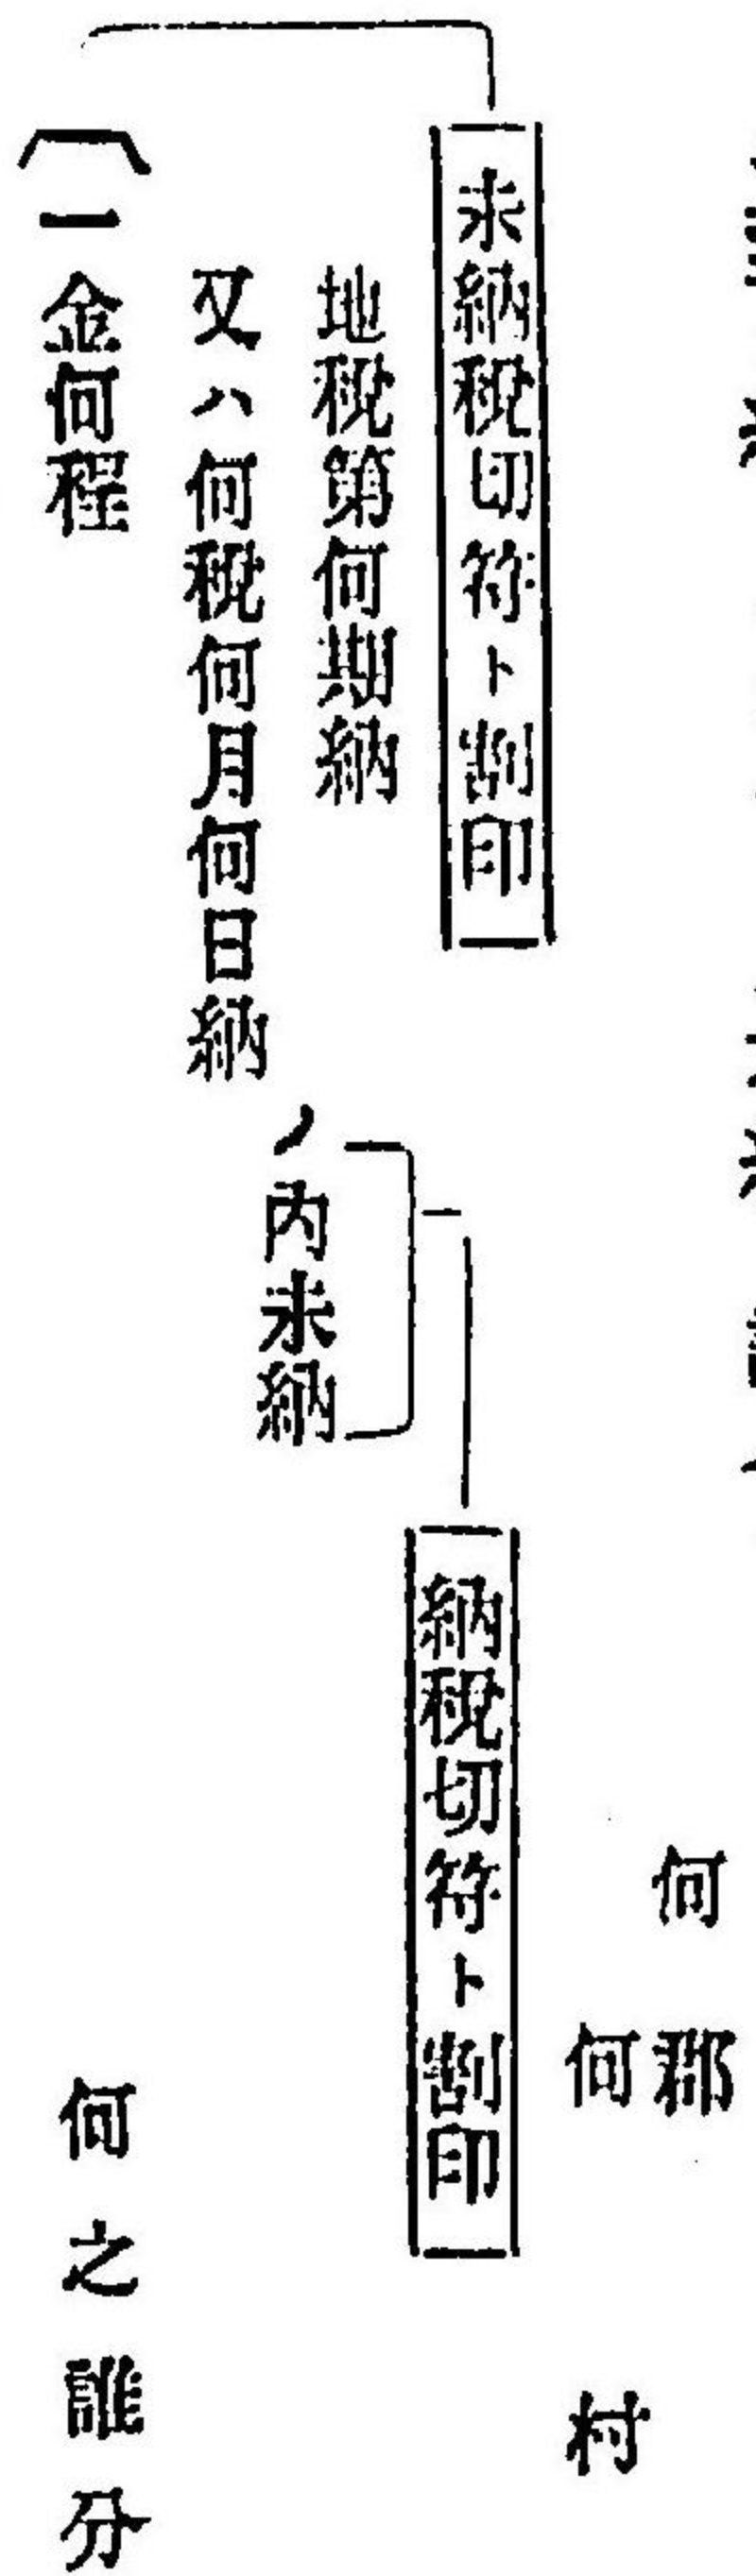 何郡
何　村
未納税切符ト割印
納税切符ト割印
地税第何期納
又ハ何税何月何日納
ノ内未納
一金何程
何之誰分